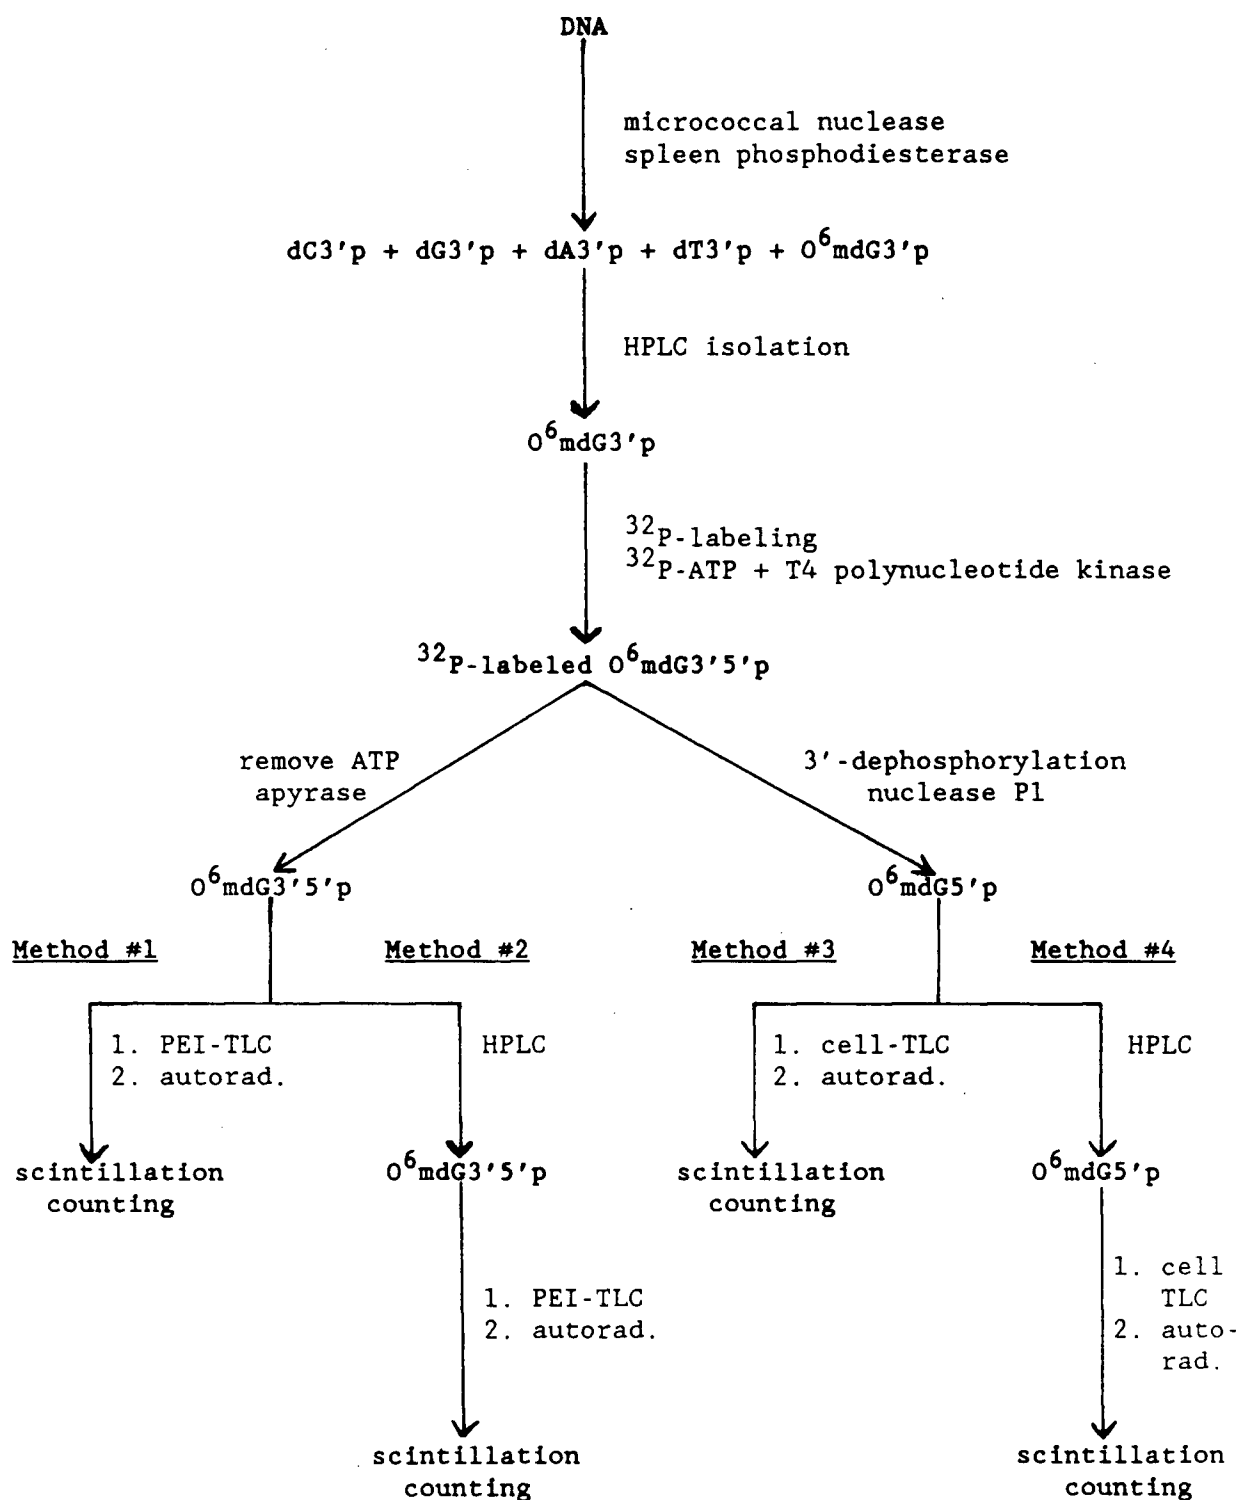 DNA
micrococcal nuclease
spleen phosphodiesterase
dC3'p + dG3'p + dA3'p + dT3'p + O⁶mdG3'p
HPLC isolation
O⁶mdG3'p
³²P-labeling
³²P-ATP + T4 polynucleotide kinase
³²P-labeled O⁶mdG3'5'p
remove ATP
apyrase
3'-dephosphorylation
nuclease P1
O⁶mdG3'5'p
O⁶mdG5'p
Method #1
Method #2
Method #3
Method #4
1. PEI-TLC
2. autorad.
HPLC
1. cell-TLC
2. autorad.
HPLC
scintillation
counting
O⁶mdG3'5'p
scintillation
counting
O⁶mdG5'p
1. PEI-TLC
2. autorad.
1. cell
TLC
2. auto-
rad.
scintillation
counting
scintillation
counting